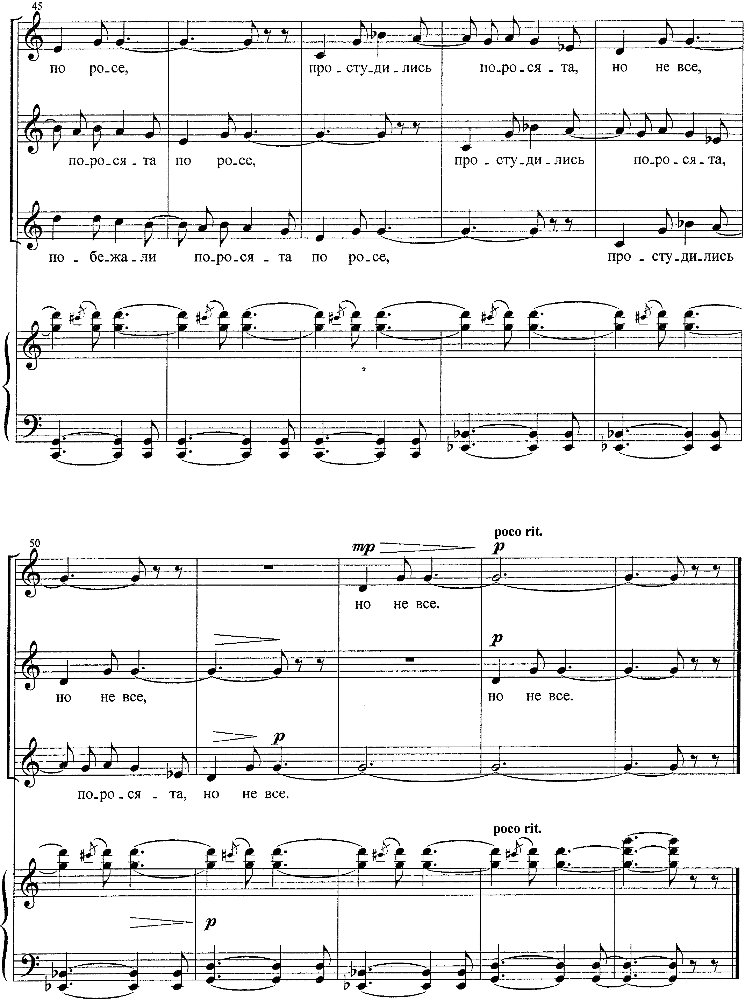 45
по ро-се, про-сту-ди-лись по-ро-ся-та, но не все,
по-ро-ся-та по ро-се, про-сту-ди-лись по-ро-ся-та,
по-бе-жа-ли по-ро-ся-та по ро-се, про-сту-ди-лись
poco rit.
50
mp p
но не все.
p
но не все, но не все.
p
по-ро-ся-та, но не все.
poco rit.
p